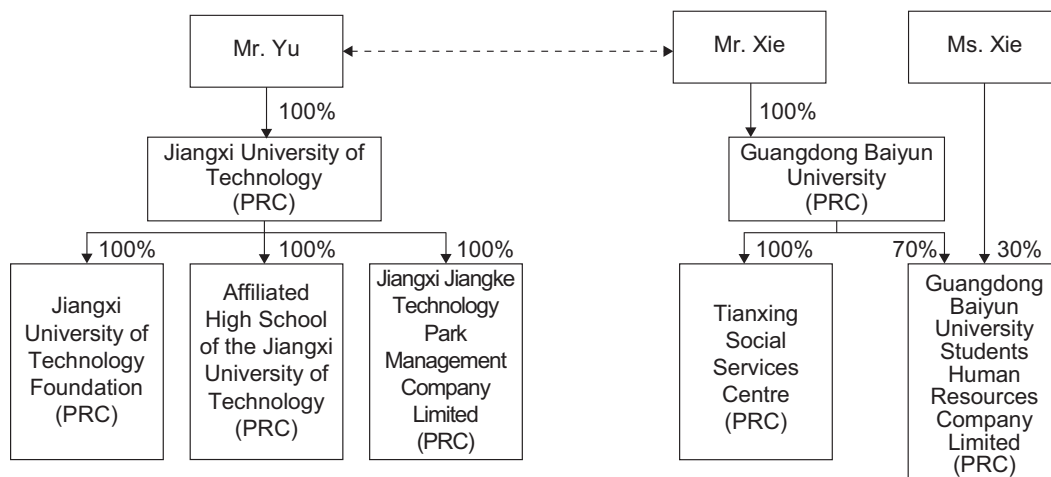 Mr. Yu
Mr. Xie
Ms. Xie
100%
100%
Jiangxi University of
Technology
(PRC)
Guangdong Baiyun
University
(PRC)
100%
100%
100%
100%
70%
30%
Jiangxi
University of
Technology
Foundation
(PRC)
Affiliated
High School
of the Jiangxi
University of
Technology
(PRC)
Jiangxi Jiangke
Technology
Park
Management
Company
Limited
(PRC)
Tianxing
Social
Services
Centre
(PRC)
Guangdong
Baiyun
University
Students
Human
Resources
Company
Limited
(PRC)